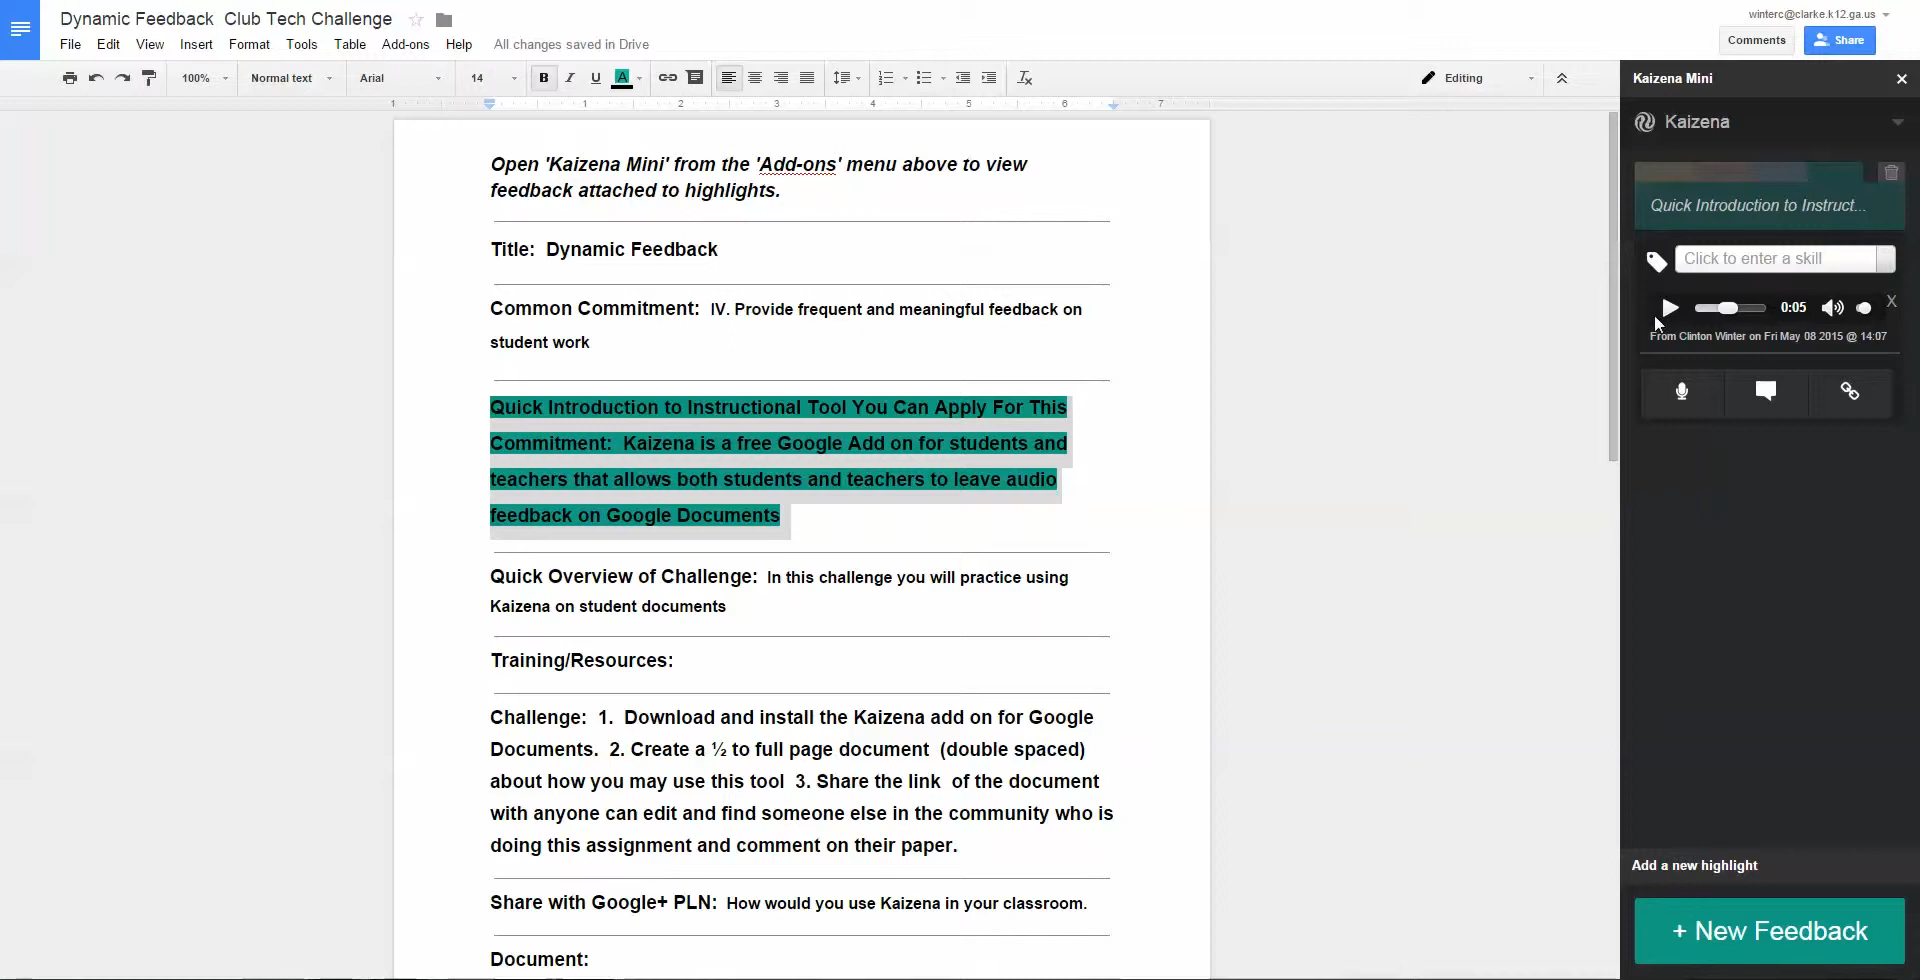 Dynamic Feedback Club Tech Challenge
winterc@clarke.k12.ga.us
File Edit View Insert Format Tools Table Add-ons Help All changes saved in Drive
Comments Share
100% Normal text Arial 14 B I U A Editing
Kaizena Mini
1 1 2 3 4 5 6 7
Kaizena
Open 'Kaizena Mini' from the 'Add-ons' menu above to view
feedback attached to highlights.
Quick Introduction to Instruct...
Title: Dynamic Feedback
Click to enter a skill
Common Commitment: IV. Provide frequent and meaningful feedback on
student work
0:05 X
From Clinton Winter on Fri May 08 2015 @ 14:07
Quick Introduction to Instructional Tool You Can Apply For This
Commitment: Kaizena is a free Google Add on for students and
teachers that allows both students and teachers to leave audio
feedback on Google Documents
Quick Overview of Challenge: In this challenge you will practice using
Kaizena on student documents
Training/Resources:
Challenge: 1. Download and install the Kaizena add on for Google
Documents. 2. Create a ½ to full page document (double spaced)
about how you may use this tool 3. Share the link of the document
with anyone can edit and find someone else in the community who is
doing this assignment and comment on their paper.
Add a new highlight
Share with Google+ PLN: How would you use Kaizena in your classroom.
+ New Feedback
Document: